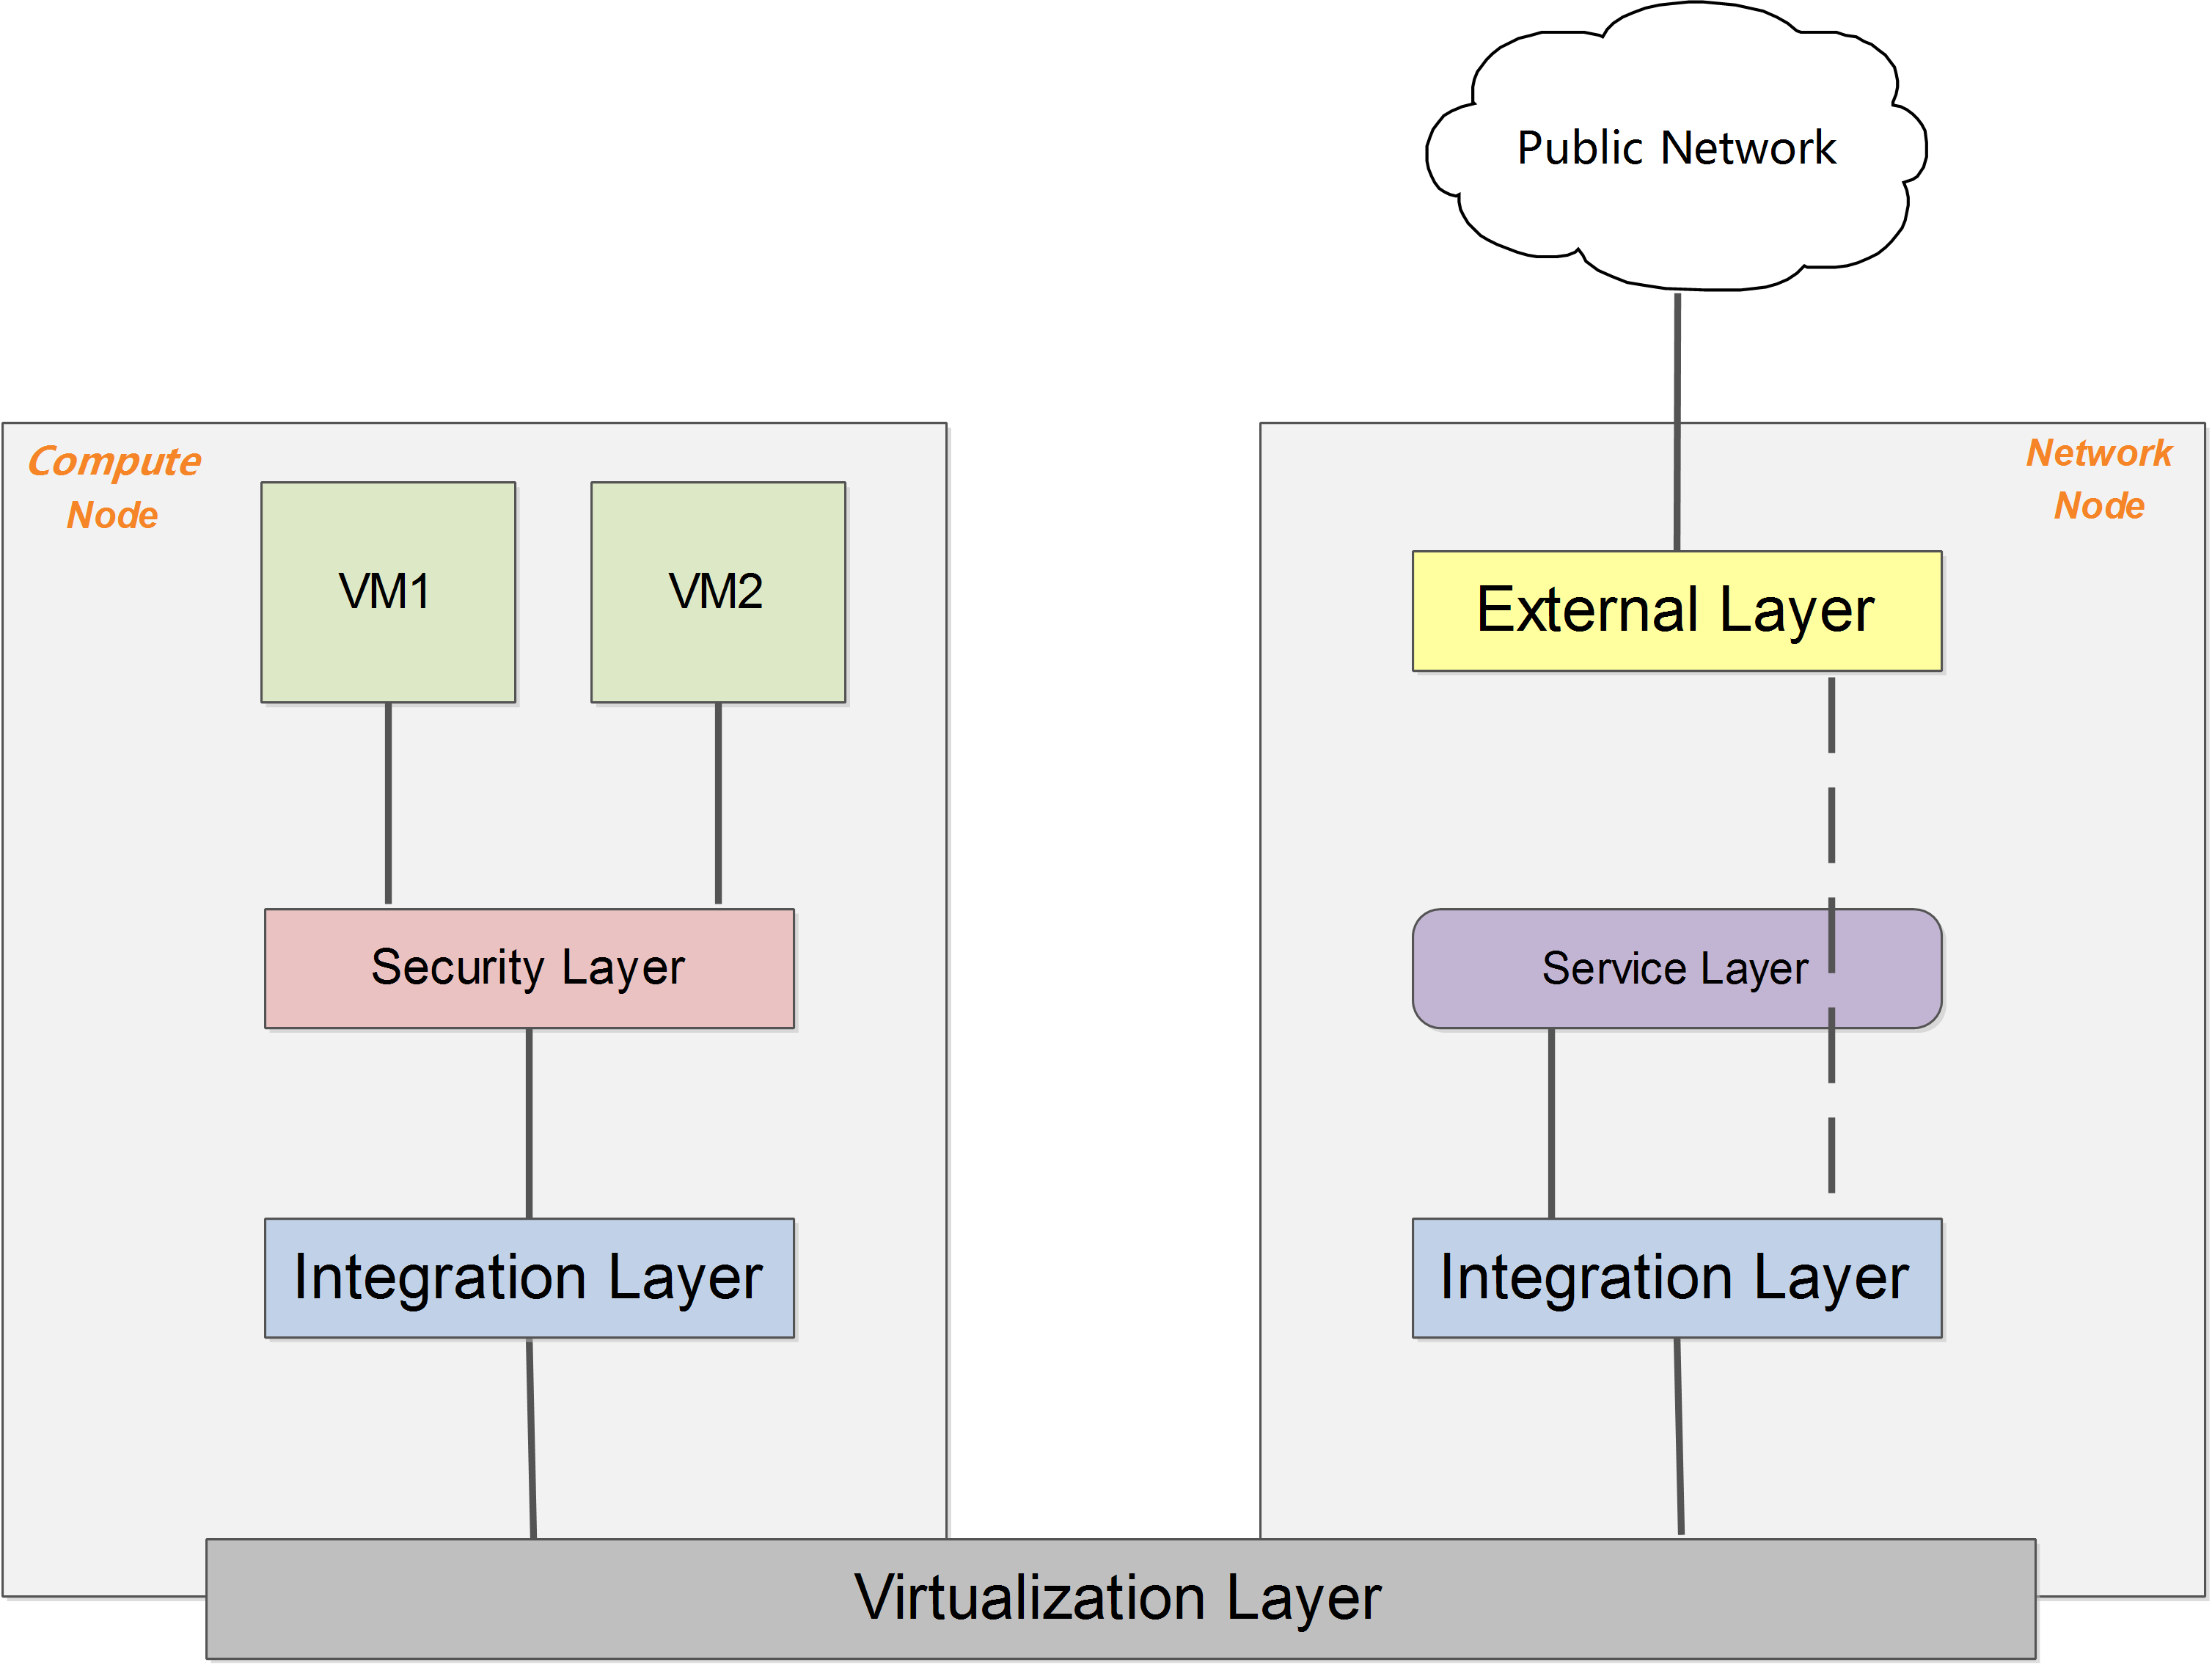 Public Network
Compute
Node
VM1
VM2
Security Layer
Integration Layer
Network
Node
External Layer
Service Layer
Integration Layer
Virtualization Layer